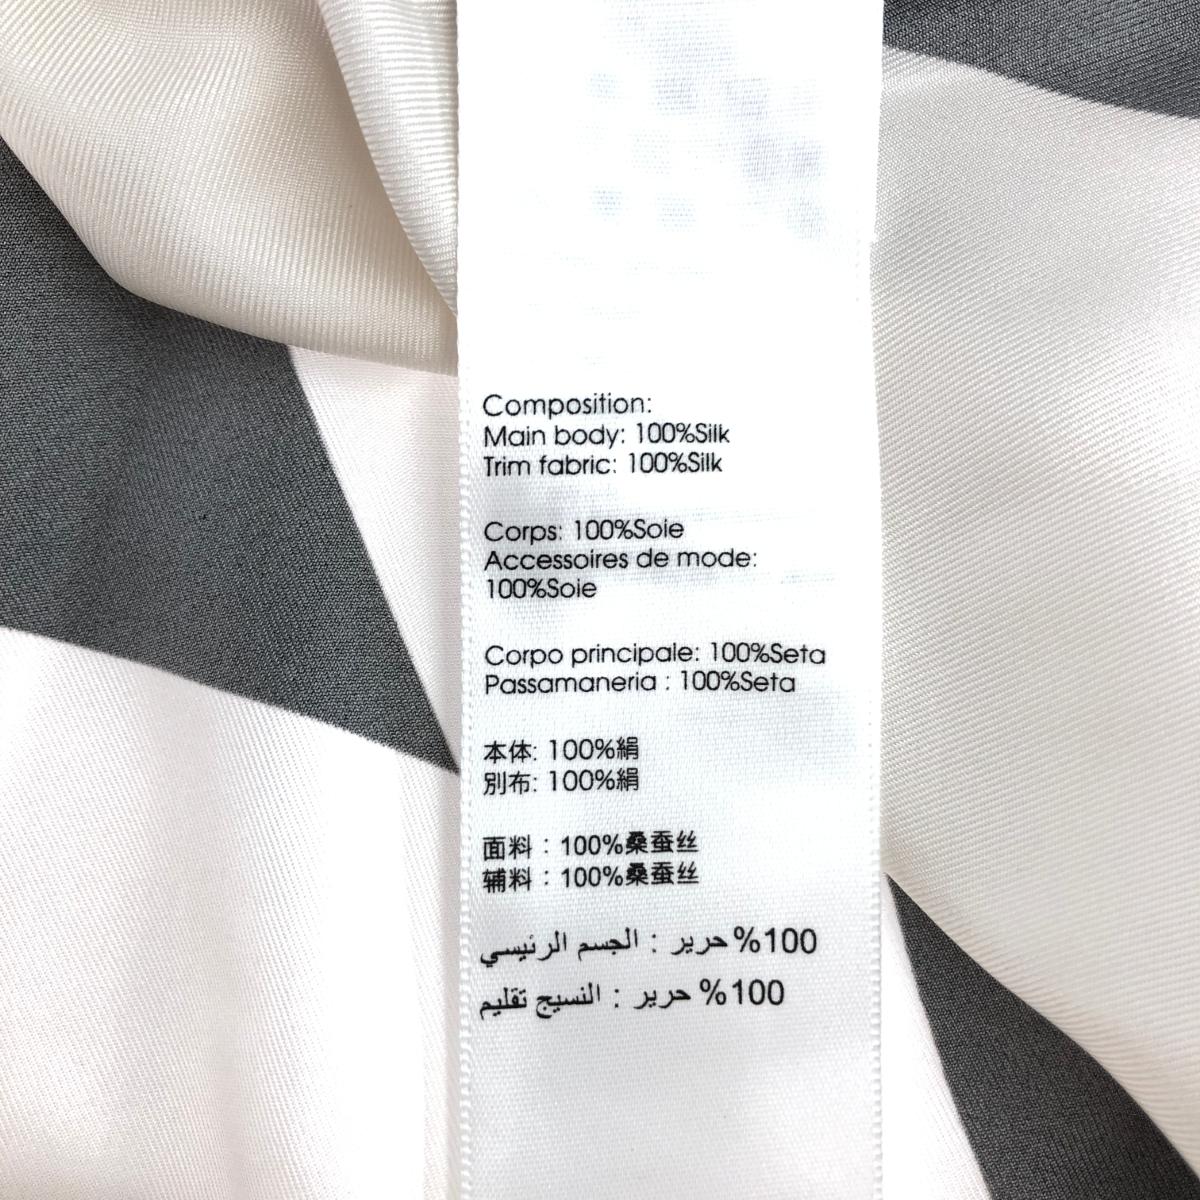 Composition:
Main body: 100%Silk
Trim fabric: 100%Silk
Corps: 100%Soie
Accessoires de mode:
100%Soie
Corpo principale: 100%Seta
Passamaneria : 100%Seta
本体: 100%絹
別布: 100%絹
面料：100%桑蚕丝
辅料：100%桑蚕丝
100%حرير : الجسم الرئيسي
100% حرير : النسيج تقليم